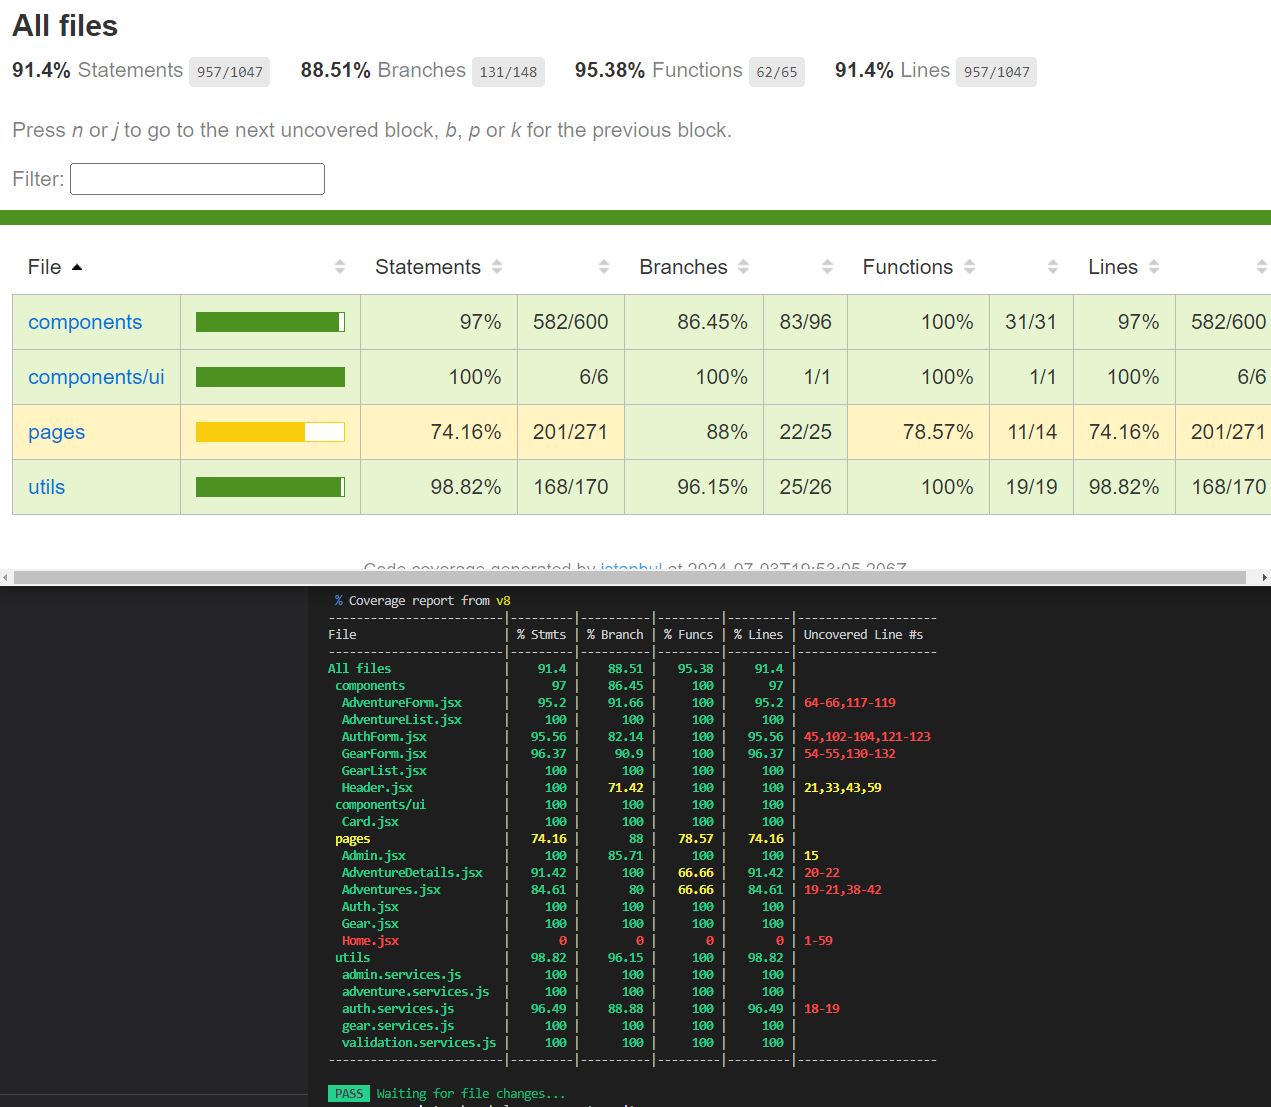 All files
91.4% Statements 957/1047 88.51% Branches 131/148 95.38% Functions 62/65 91.4% Lines 957/1047
Press n or j to go to the next uncovered block, b, p or k for the previous block.
Filter:
File Statements Branches Functions Lines
components 97% 582/600 86.45% 83/96 100% 31/31 97% 582/600
components/ui 100% 6/6 100% 1/1 100% 1/1 100% 6/6
pages 74.16% 201/271 88% 22/25 78.57% 11/14 74.16% 201/271
utils 98.82% 168/170 96.15% 25/26 100% 19/19 98.82% 168/170
Code coverage generated by istanbul at 2024-07-03T19:53:05.206Z
% Coverage report from v8
-------------------------|---------|----------|---------|---------|--------------------
File | % Stmts | % Branch | % Funcs | % Lines | Uncovered Line #s
-------------------------|---------|----------|---------|---------|--------------------
All files | 91.4 | 88.51 | 95.38 | 91.4 |
components | 97 | 86.45 | 100 | 97 |
AdventureForm.jsx | 95.2 | 91.66 | 100 | 95.2 | 64-66,117-119
AdventureList.jsx | 100 | 100 | 100 | 100 |
AuthForm.jsx | 95.56 | 82.14 | 100 | 95.56 | 45,102-104,121-123
GearForm.jsx | 96.37 | 90.9 | 100 | 96.37 | 54-55,130-132
GearList.jsx | 100 | 100 | 100 | 100 |
Header.jsx | 100 | 71.42 | 100 | 100 | 21,33,43,59
components/ui | 100 | 100 | 100 | 100 |
Card.jsx | 100 | 100 | 100 | 100 |
pages | 74.16 | 88 | 78.57 | 74.16 |
Admin.jsx | 100 | 85.71 | 100 | 100 | 15
AdventureDetails.jsx | 91.42 | 100 | 66.66 | 91.42 | 20-22
Adventures.jsx | 84.61 | 80 | 66.66 | 84.61 | 19-21,38-42
Auth.jsx | 100 | 100 | 100 | 100 |
Gear.jsx | 100 | 100 | 100 | 100 |
Home.jsx | 0 | 0 | 0 | 0 | 1-59
utils | 98.82 | 96.15 | 100 | 98.82 |
admin.services.js | 100 | 100 | 100 | 100 |
adventure.services.js | 100 | 100 | 100 | 100 |
auth.services.js | 96.49 | 88.88 | 100 | 96.49 | 18-19
gear.services.js | 100 | 100 | 100 | 100 |
validation.services.js | 100 | 100 | 100 | 100 |
-------------------------|---------|----------|---------|---------|--------------------
PASS Waiting for file changes...